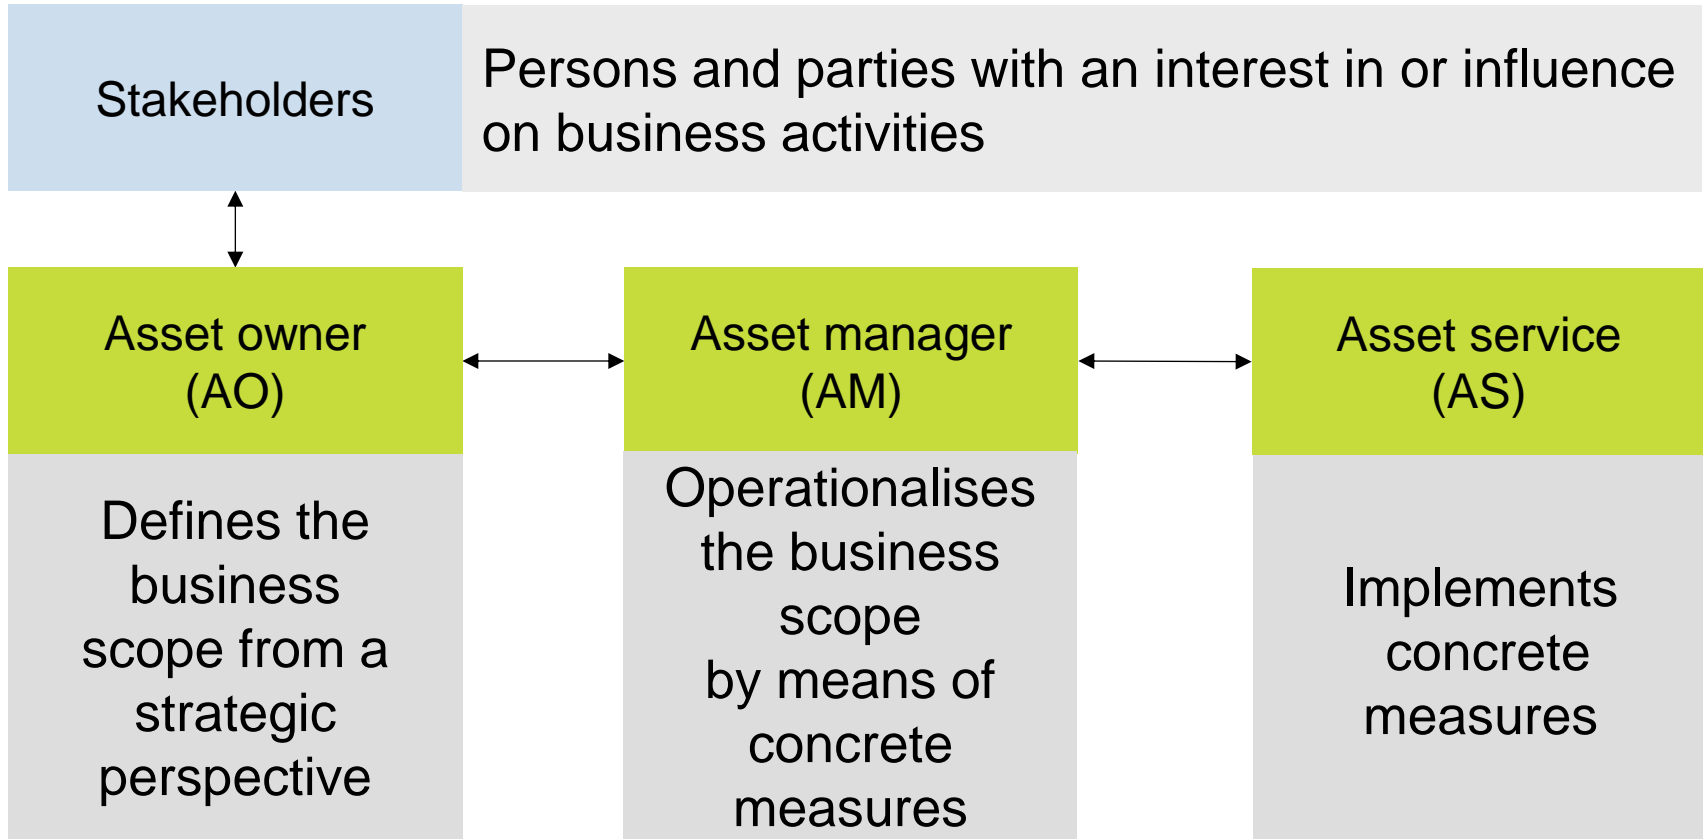 Stakeholders
Persons and parties with an interest in or influence
on business activities
Asset owner
(AO)
Asset manager
(AM)
Asset service
(AS)
Defines the
business
scope from a
strategic
perspective
Operationalises
the business
scope
by means of
concrete
measures
Implements
concrete
measures